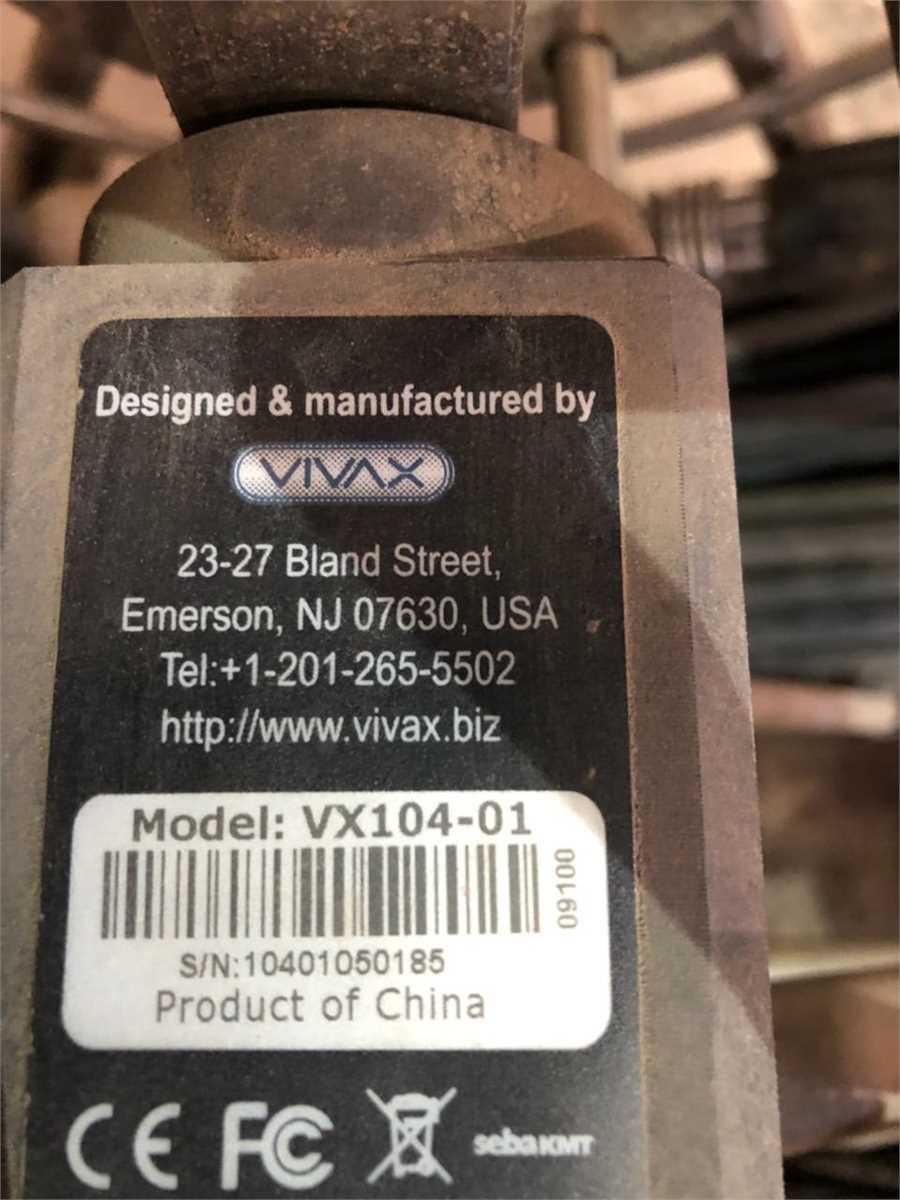 Designed & manufactured by
VIVAX
23-27 Bland Street,
Emerson, NJ 07630, USA
Tel:+1-201-265-5502
http://www.vivax.biz
Model: VX104-01
09100
S/N:10401050185
Product of China
CE FC sebaKMT